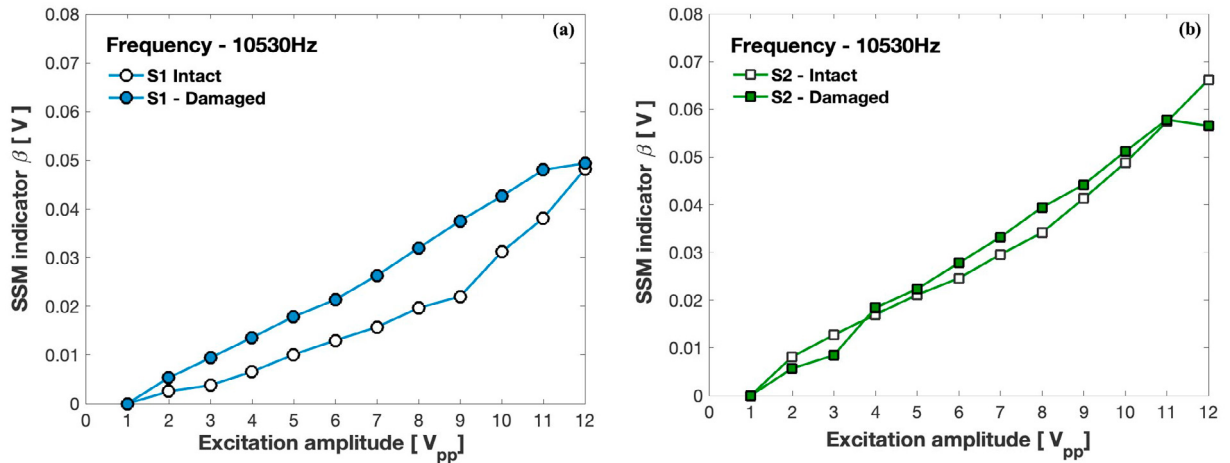 (a)
Frequency - 10530Hz
S1 Intact
S1 - Damaged
SSM indicator β [ V ]
0.08
0.07
0.06
0.05
0.04
0.03
0.02
0.01
0
0 1 2 3 4 5 6 7 8 9 10 11 12
Excitation amplitude [ Vpp ]
(b)
Frequency - 10530Hz
S2 - Intact
S2 - Damaged
SSM indicator β [ V ]
0.08
0.07
0.06
0.05
0.04
0.03
0.02
0.01
0
0 1 2 3 4 5 6 7 8 9 10 11 12
Excitation amplitude [ Vpp ]